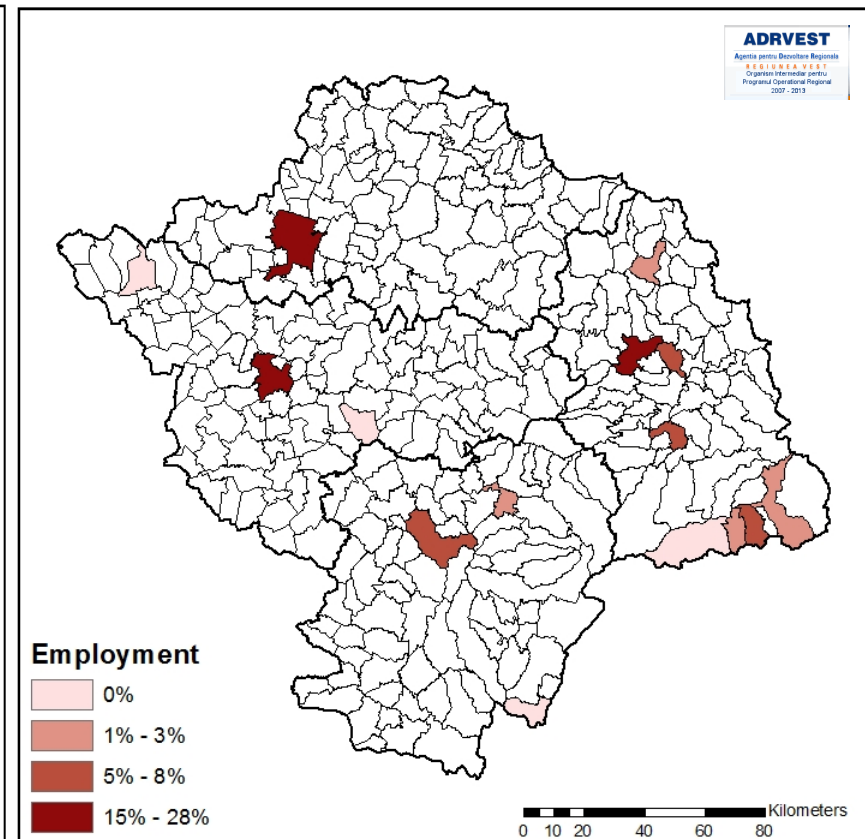 ADRVEST
Agentia pentru Dezvoltare Regionala
REGIUNEA VEST
Organism Intermediar pentru
Programul Operational Regional
2007 - 2013
Employment
0%
1% - 3%
5% - 8%
15% - 28%
Kilometers
0 10 20 40 60 80